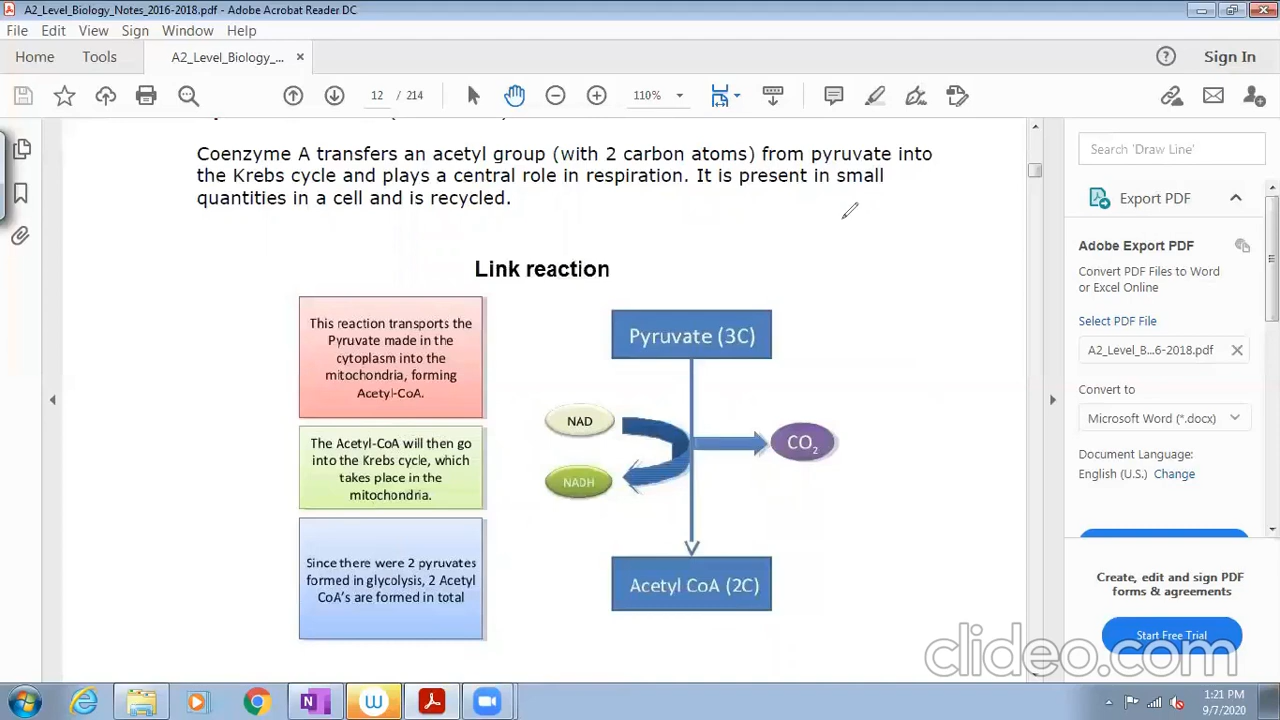 A2_Level_Biology_Notes_2016-2018.pdf - Adobe Acrobat Reader DC
File Edit View Sign Window Help
Home Tools A2_Level_Biology_... × Sign In
12 / 214 110%
Coenzyme A transfers an acetyl group (with 2 carbon atoms) from pyruvate into
the Krebs cycle and plays a central role in respiration. It is present in small
quantities in a cell and is recycled.
Link reaction
This reaction transports the
Pyruvate made in the
cytoplasm into the
mitochondria, forming
Acetyl-CoA.
The Acetyl-CoA will then go
into the Krebs cycle, which
takes place in the
mitochondria.
Since there were 2 pyruvates
formed in glycolysis, 2 Acetyl
CoA's are formed in total
Pyruvate (3C)
NAD
NADH
CO₂
Acetyl CoA (2C)
Search 'Draw Line'
Export PDF
Adobe Export PDF
Convert PDF Files to Word
or Excel Online
Select PDF File
A2_Level_B...6-2018.pdf
Convert to
Microsoft Word (*.docx)
Document Language:
English (U.S.) Change
Create, edit and sign PDF
forms & agreements
Start Free Trial
clideo.com
1:21 PM
9/7/2020